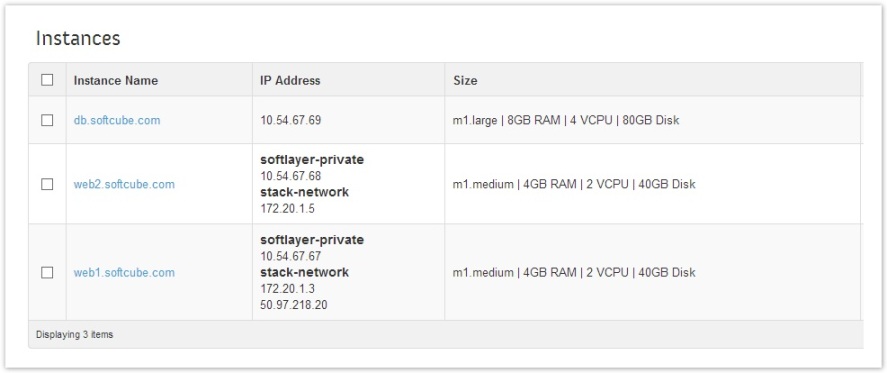 Instances
Instance Name IP Address Size
db.softcube.com 10.54.67.69 m1.large | 8GB RAM | 4 VCPU | 80GB Disk
softlayer-private
10.54.67.68
web2.softcube.com m1.medium | 4GB RAM | 2 VCPU | 40GB Disk
stack-network
172.20.1.5
softlayer-private
10.54.67.67
web1.softcube.com stack-network m1.medium | 4GB RAM | 2 VCPU | 40GB Disk
172.20.1.3
50.97.218.20
Displaying 3 items